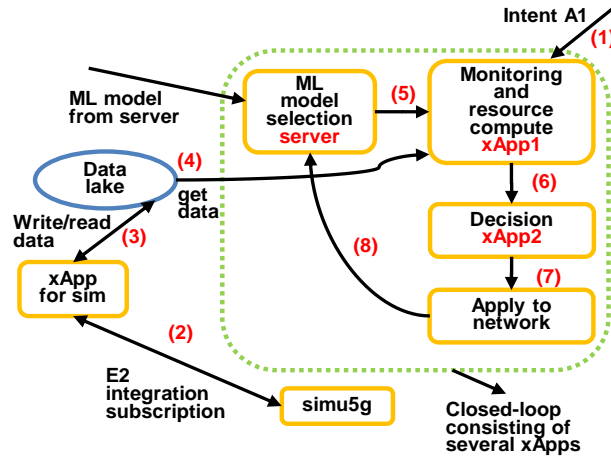 Intent A1
(1)
ML model
from server
ML
model
selection
server
(5)
Monitoring
and
resource
compute
xApp1
Data
lake
(4)
get
data
(6)
Write/read
data
(3)
Decision
xApp2
(8)
(7)
xApp
for sim
Apply to
network
(2)
E2
integration
subscription
simu5g
Closed-loop
consisting of
several xApps